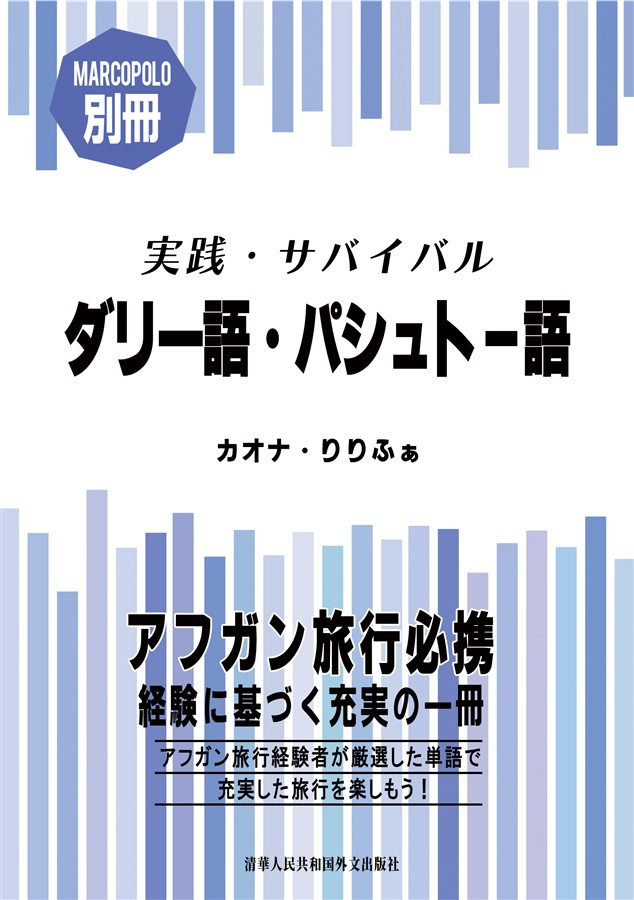 MARCOPOLO
別冊
実践・サバイバル
ダリー語・パシュトー語
カオナ・りりふぁ
アフガン旅行必携
経験に基づく充実の一冊
アフガン旅行経験者が厳選した単語で
充実した旅行を楽しもう！
清華人民共和国外文出版社